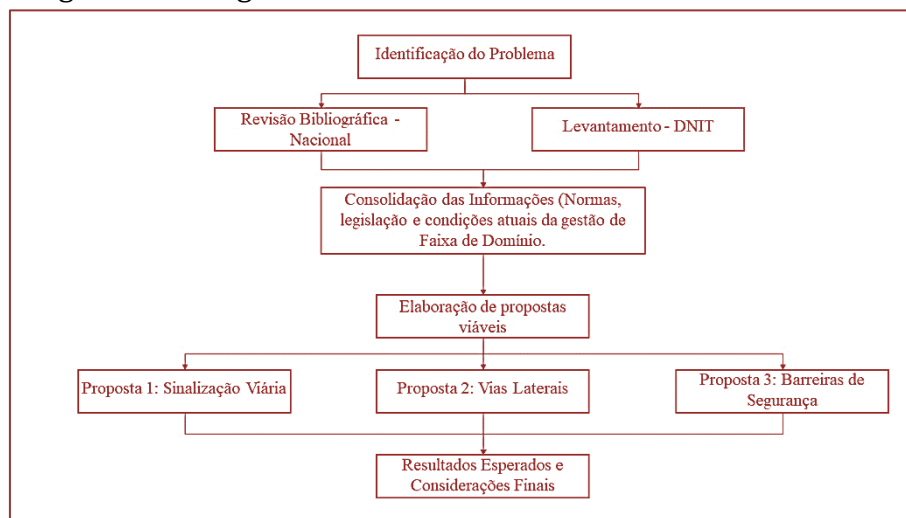 Identificação do Problema
Revisão Bibliográfica -
Nacional
Levantamento - DNIT
Consolidação das Informações (Normas,
legislação e condições atuais da gestão de
Faixa de Domínio.
Elaboração de propostas
viáveis
Proposta 1: Sinalização Viária
Proposta 2: Vias Laterais
Proposta 3: Barreiras de
Segurança
Resultados Esperados e
Considerações Finais